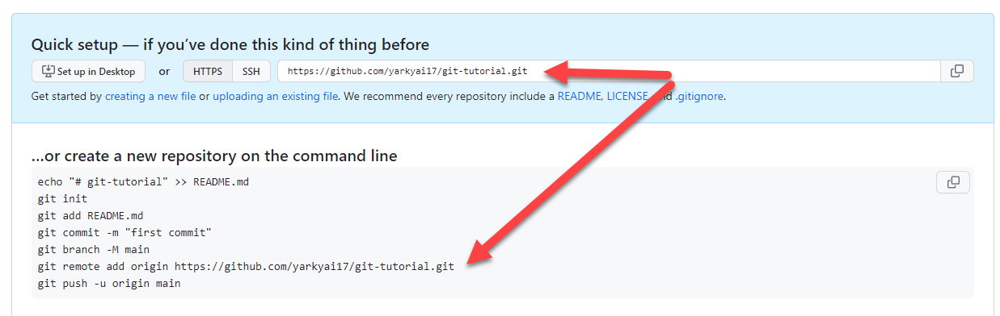 Quick setup — if you’ve done this kind of thing before
Set up in Desktop or HTTPS SSH https://github.com/yarkyai17/git-tutorial.git
Get started by creating a new file or uploading an existing file. We recommend every repository include a README, LICENSE, .gitignore.
…or create a new repository on the command line
echo "# git-tutorial" >> README.md
git init
git add README.md
git commit -m "first commit"
git branch -M main
git remote add origin https://github.com/yarkyai17/git-tutorial.git
git push -u origin main